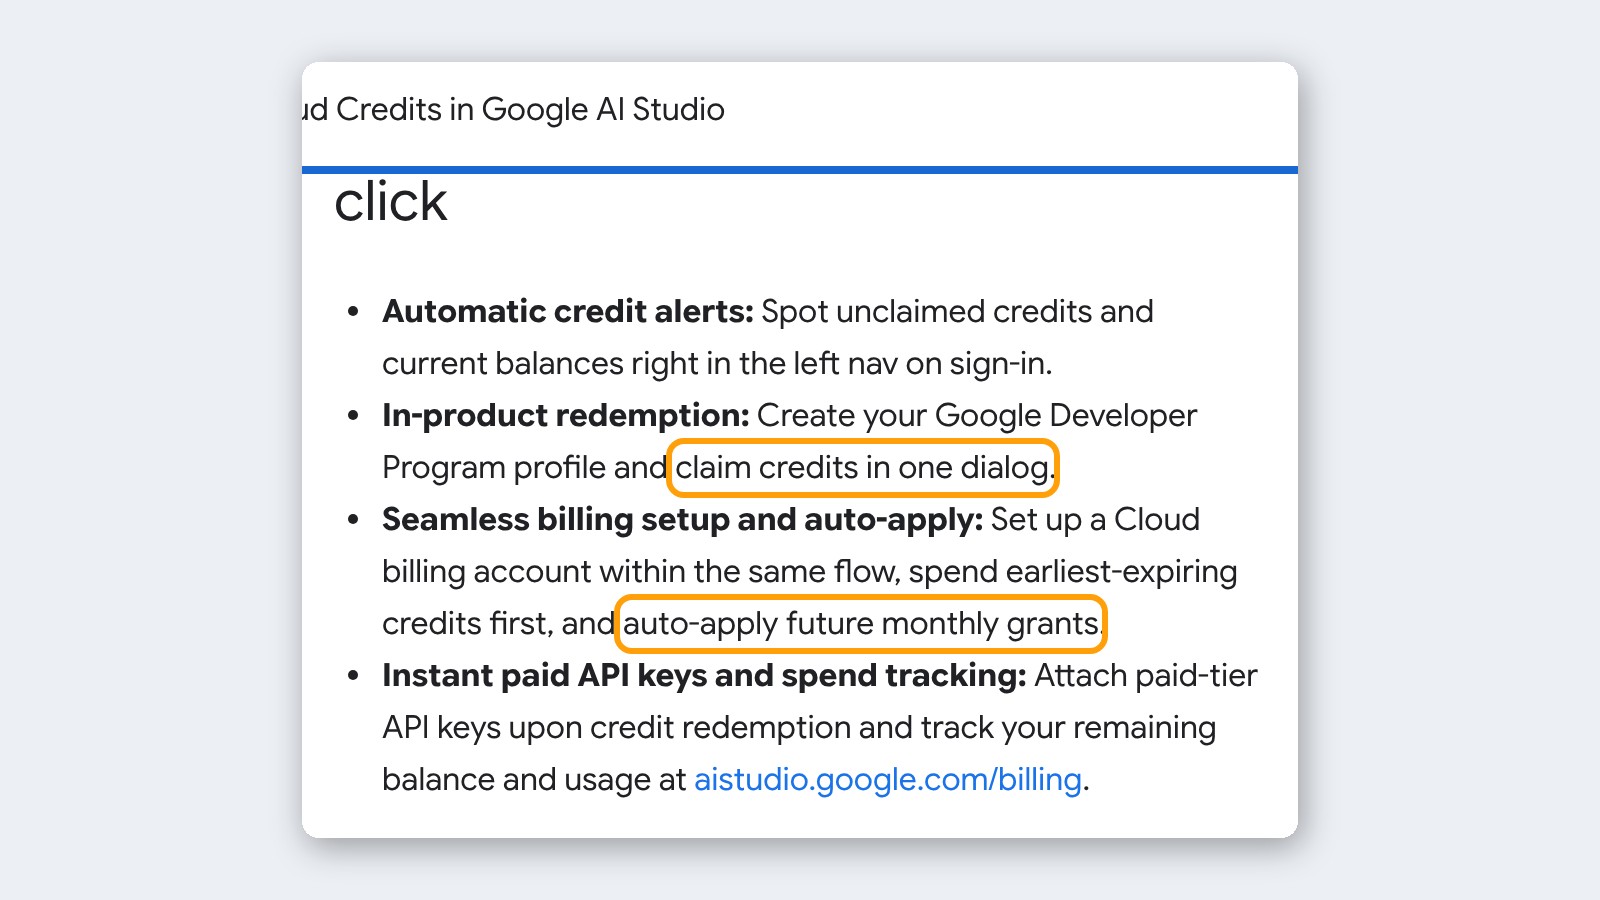 ud Credits in Google AI Studio
click
• Automatic credit alerts: Spot unclaimed credits and
current balances right in the left nav on sign-in.
• In-product redemption: Create your Google Developer
Program profile and claim credits in one dialog.
• Seamless billing setup and auto-apply: Set up a Cloud
billing account within the same flow, spend earliest-expiring
credits first, and auto-apply future monthly grants.
• Instant paid API keys and spend tracking: Attach paid-tier
API keys upon credit redemption and track your remaining
balance and usage at aistudio.google.com/billing.